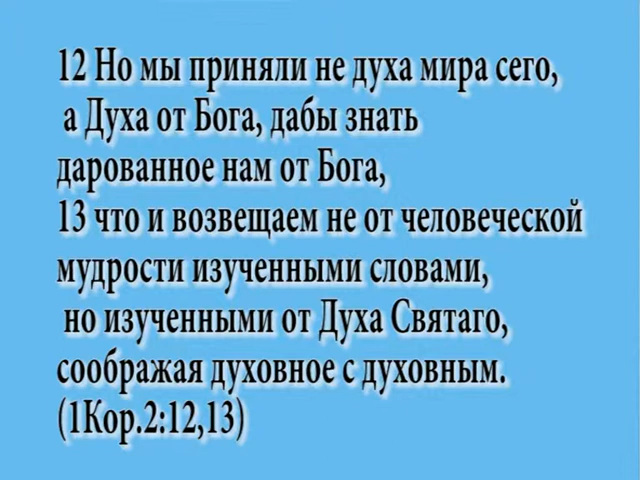 12 Но мы приняли не духа мира сего,
а Духа от Бога, дабы знать
дарованное нам от Бога,
13 что и возвещаем не от человеческой
мудрости изученными словами,
но изученными от Духа Святаго,
соображая духовное с духовным.
(1Кор.2:12,13)